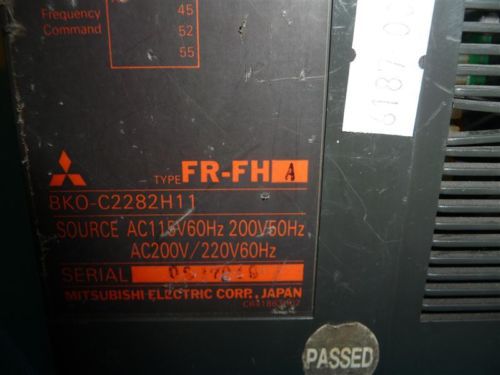 45
Frequency
Command
52
55
6187
TYPE FR-FH A
BKO-C2282H11
SOURCE AC115V60Hz 200V50Hz
AC200V/220V60Hz
SERIAL
MITSUBISHI ELECTRIC CORP., JAPAN
PASSED